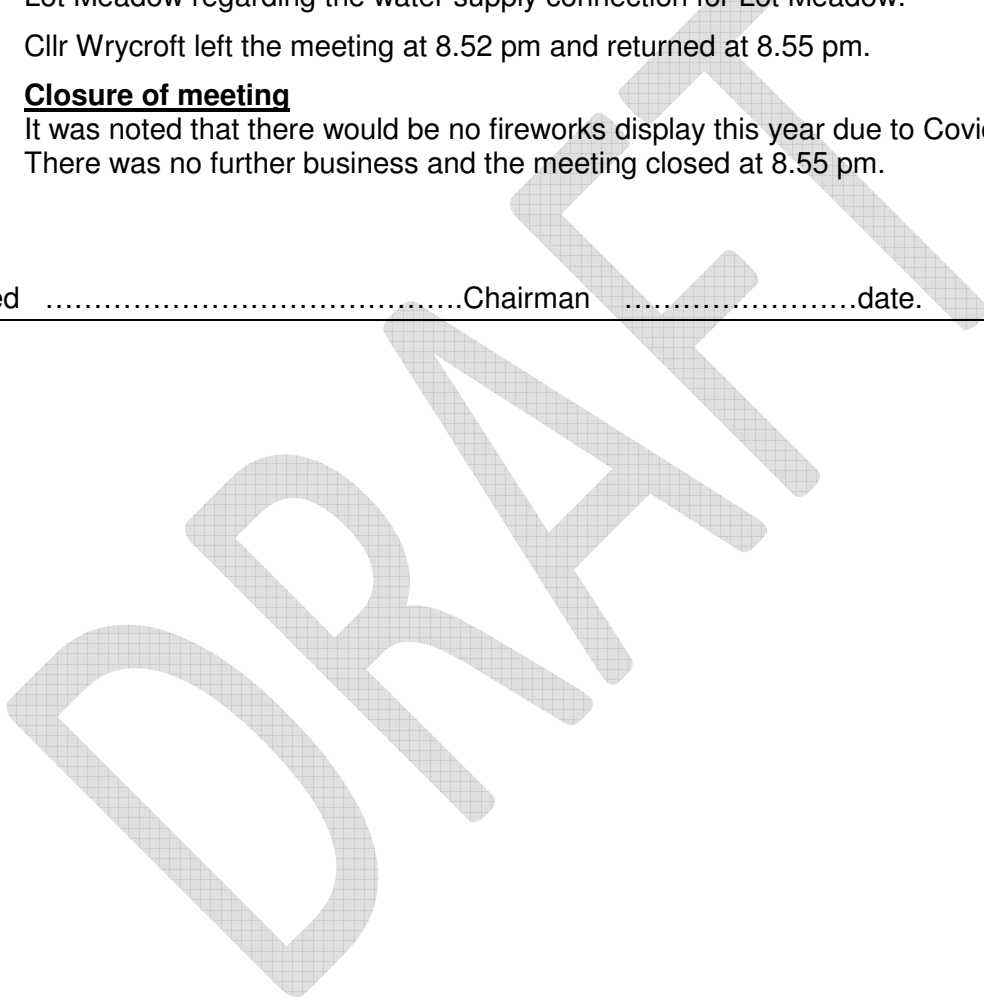 Lot Meadow regarding the water supply connection for Lot Meadow.
Cllr Wrycroft left the meeting at 8.52 pm and returned at 8.55 pm.
Closure of meeting
It was noted that there would be no fireworks display this year due to Covi
There was no further business and the meeting closed at 8.55 pm.
ed …………………………………….Chairman ……………………date.
DRAFT